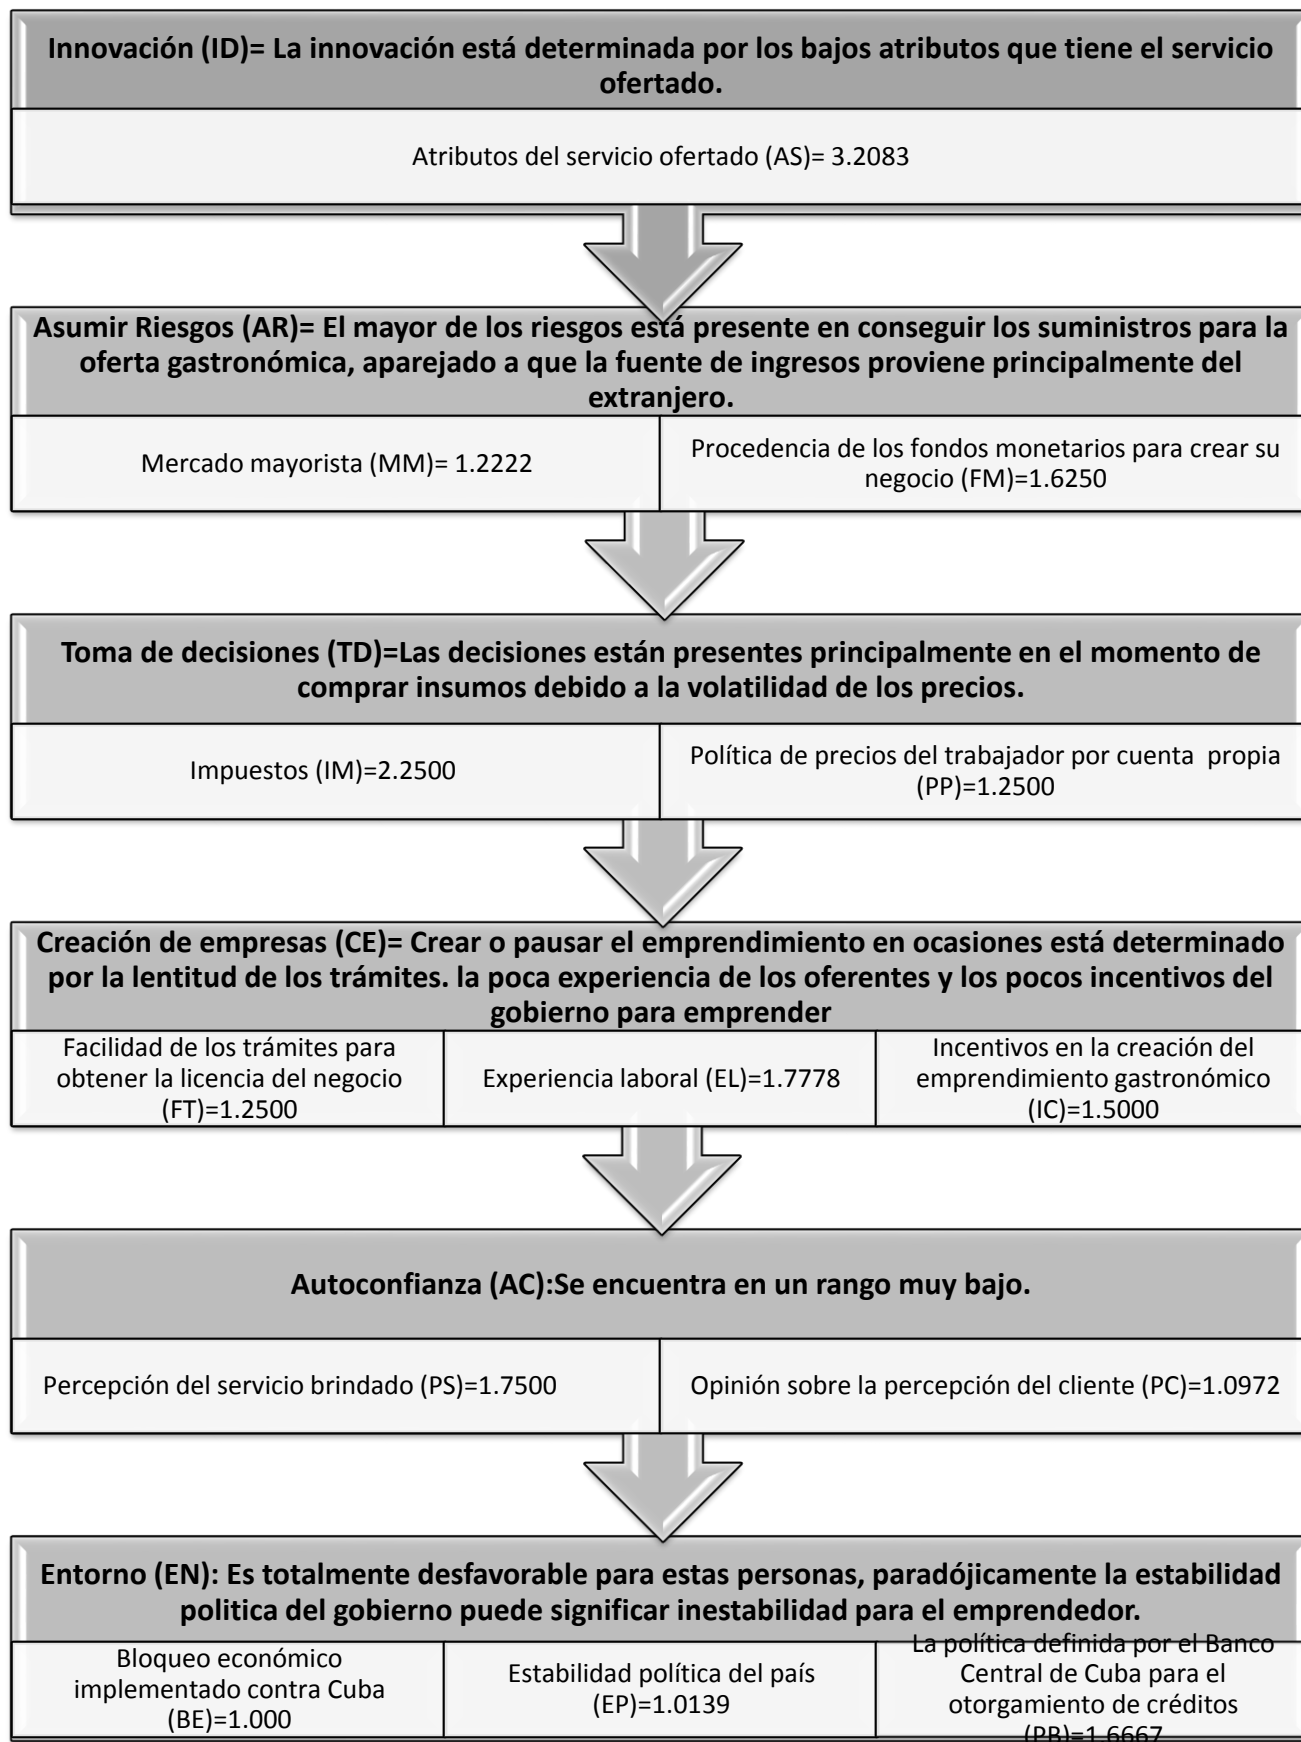 Innovación (ID)= La innovación está determinada por los bajos atributos que tiene el servicio
ofertado.
Atributos del servicio ofertado (AS)= 3.2083
Asumir Riesgos (AR)= El mayor de los riesgos está presente en conseguir los suministros para la
oferta gastronómica, aparejado a que la fuente de ingresos proviene principalmente del
extranjero.
Mercado mayorista (MM)= 1.2222
Procedencia de los fondos monetarios para crear su
negocio (FM)=1.6250
Toma de decisiones (TD)=Las decisiones están presentes principalmente en el momento de
comprar insumos debido a la volatilidad de los precios.
Impuestos (IM)=2.2500
Política de precios del trabajador por cuenta  propia
(PP)=1.2500
Creación de empresas (CE)= Crear o pausar el emprendimiento en ocasiones está determinado
por la lentitud de los trámites. la poca experiencia de los oferentes y los pocos incentivos del
gobierno para emprender
Facilidad de los trámites para
obtener la licencia del negocio
(FT)=1.2500
Experiencia laboral (EL)=1.7778
Incentivos en la creación del
emprendimiento gastronómico
(IC)=1.5000
Autoconfianza (AC):Se encuentra en un rango muy bajo.
Percepción del servicio brindado (PS)=1.7500
Opinión sobre la percepción del cliente (PC)=1.0972
Entorno (EN): Es totalmente desfavorable para estas personas, paradójicamente la estabilidad
politica del gobierno puede significar inestabilidad para el emprendedor.
Bloqueo económico
implementado contra Cuba
(BE)=1.000
Estabilidad política del país
(EP)=1.0139
La política definida por el Banco
Central de Cuba para el
otorgamiento de créditos
(PB)=1.6667